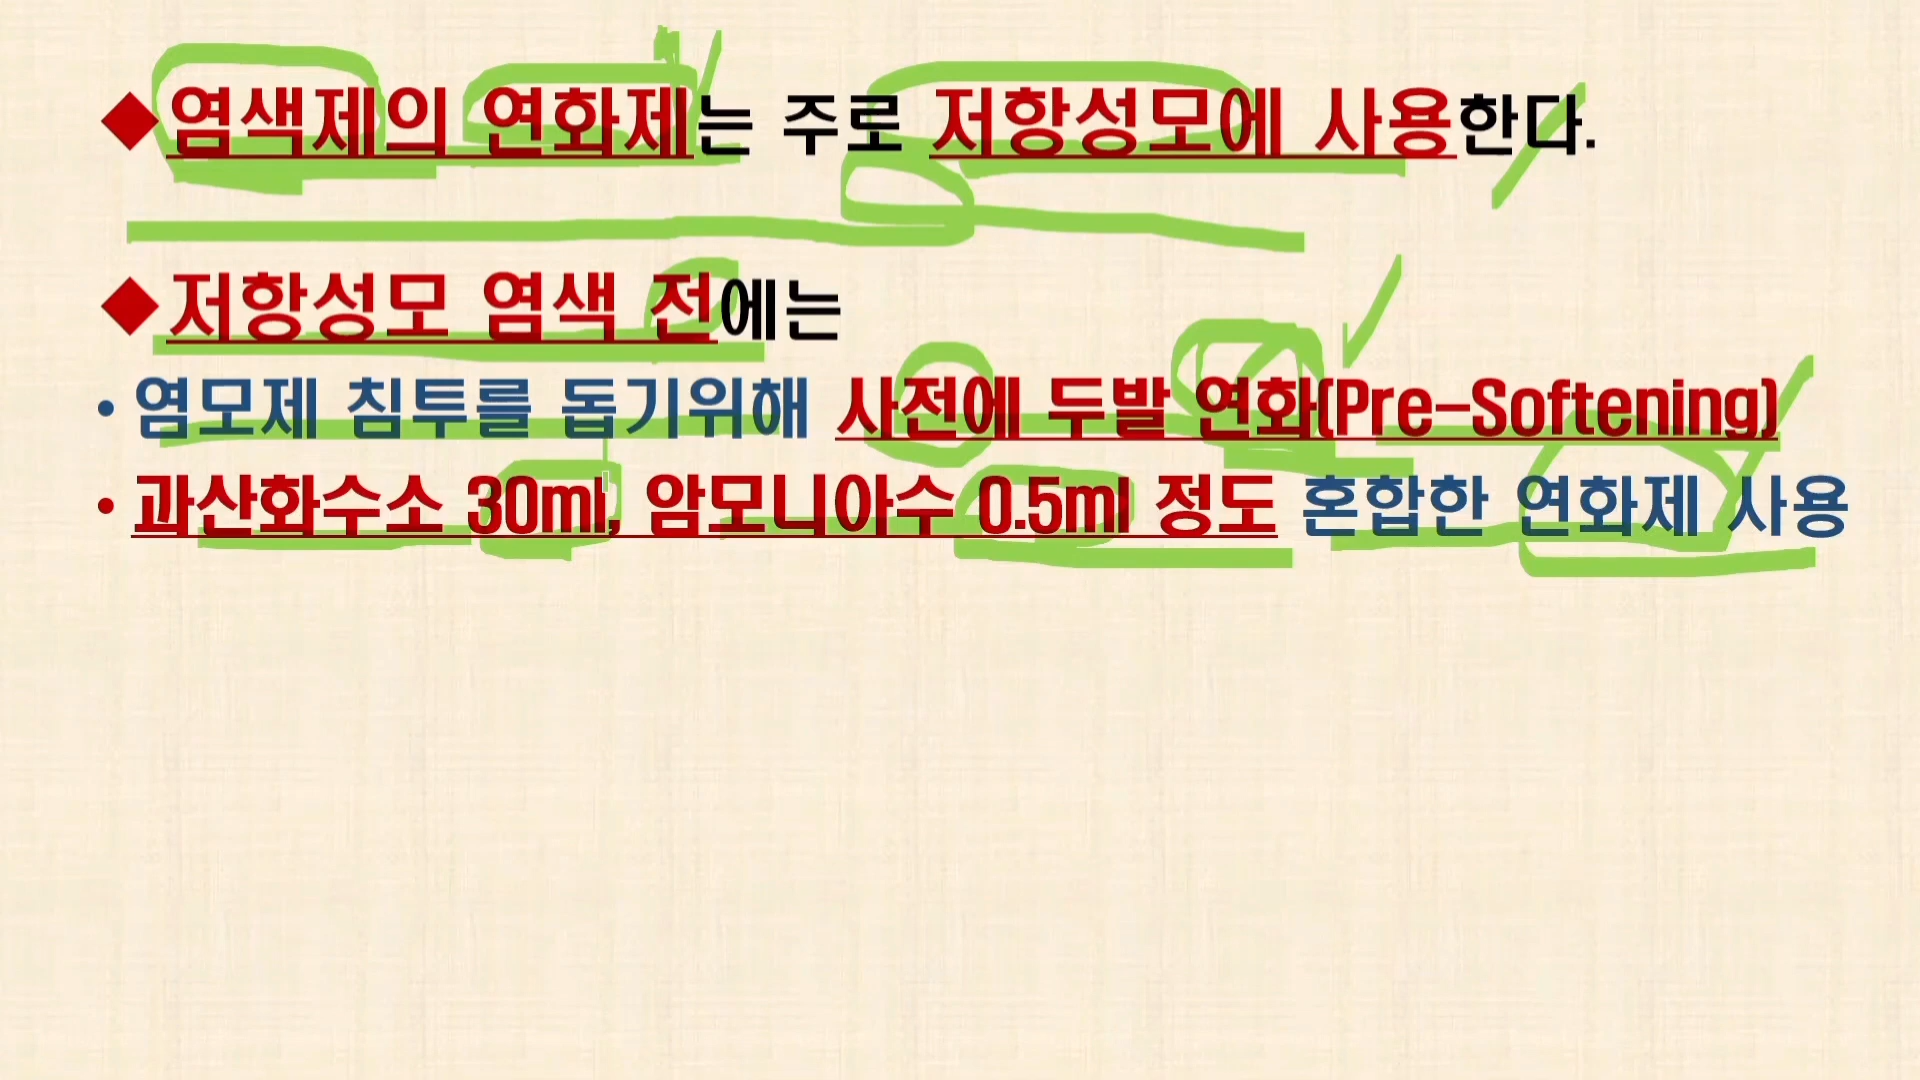 ◆염색제의 연화제는 주로 저항성모에 사용한다.
◆저항성모 염색 전에는
• 염모제 침투를 돕기위해 사전에 두발 연화(Pre-Softening)
• 과산화수소 30ml, 암모니아수 0.5ml 정도 혼합한 연화제 사용